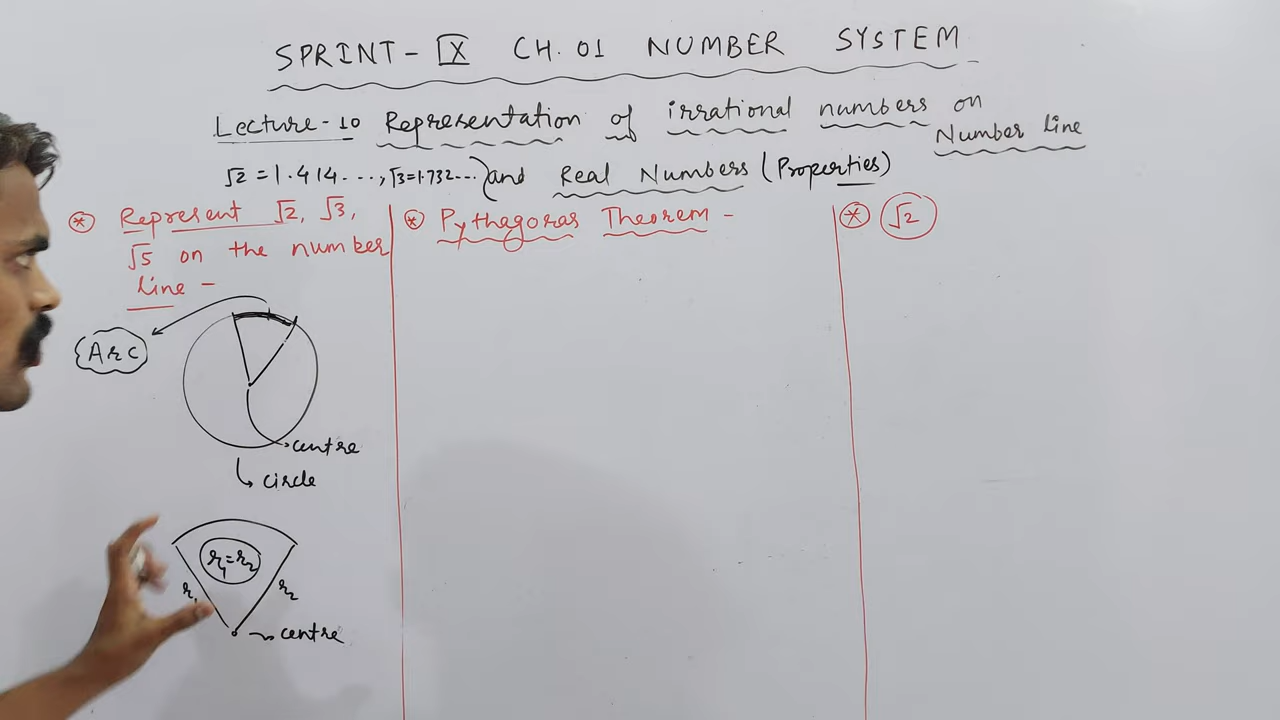 SPRINT-IX CH.01 NUMBER SYSTEM
Lecture-10 Representation of irrational numbers on
Number Line
√2 = 1.414..., √3=1.732...) and Real Numbers (Properties)
* Represent √2, √3,
√5 on the number
line -
Arc
centre
circle
r₁=r₂
r₁
r₂
centre
* Pythagoras Theorem -
* √2